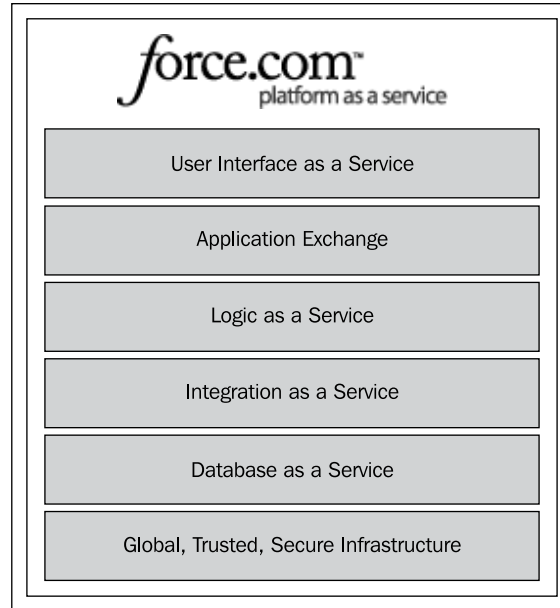 force.com™
platform as a service
User Interface as a Service
Application Exchange
Logic as a Service
Integration as a Service
Database as a Service
Global, Trusted, Secure Infrastructure